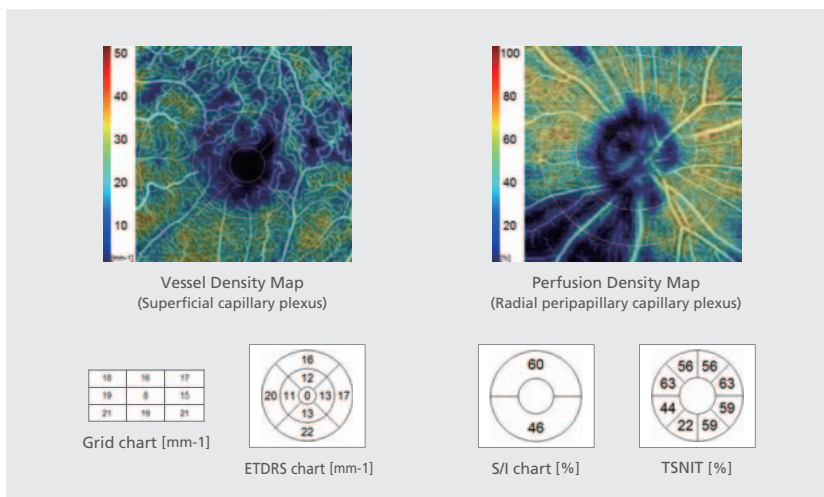 50
40
30
20
10
[mm-1]
100
80
60
40
20
[%]
Vessel Density Map
(Superficial capillary plexus)
Perfusion Density Map
(Radial peripapillary capillary plexus)
16
12
20 11 0 13 17
13
22
60
46
56 56
63 63
44 59
22 59
16 17
19 8 15
21 19 21
Grid chart [mm-1]
ETDRS chart [mm-1]
S/I chart [%]
TSNIT [%]